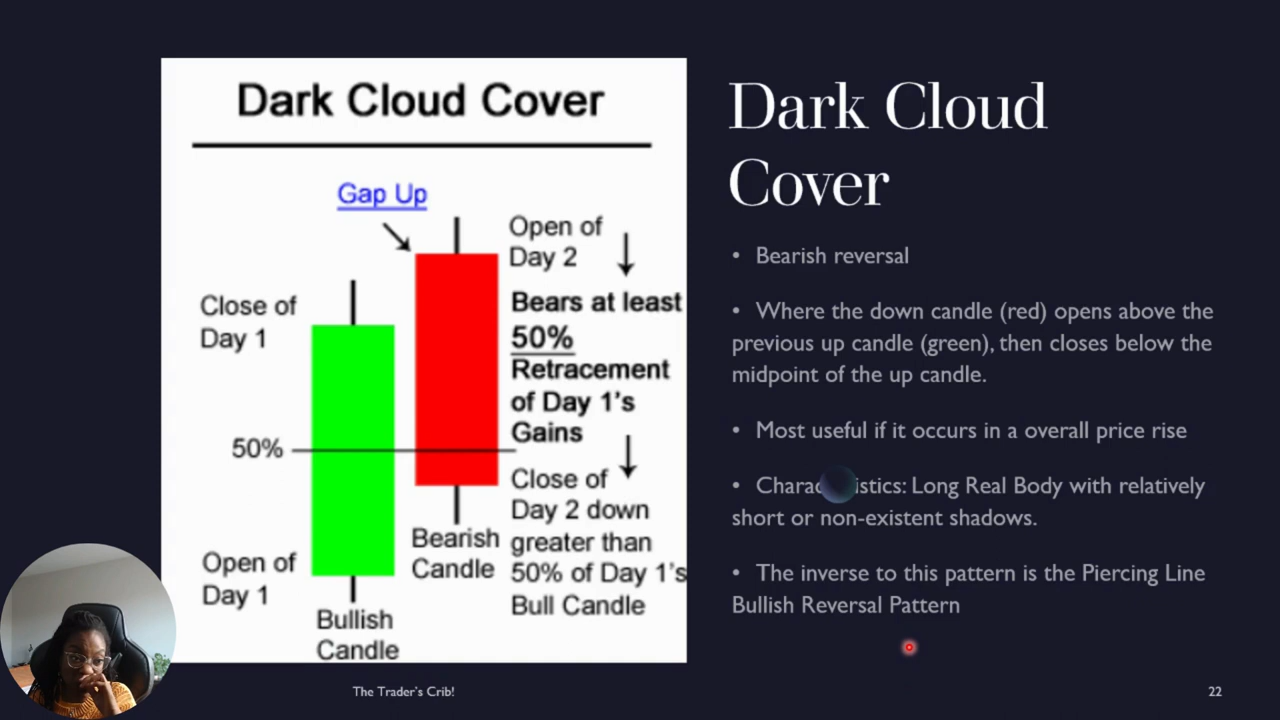 Dark Cloud Cover
Gap Up
Open of
Day 2
Close of
Day 1
Bears at least
50%
Retracement
of Day 1's
Gains
50%
Close of
Day 2 down
greater than
50% of Day 1's
Bull Candle
Bearish
Candle
Open of
Day 1
Bullish
Candle
Dark Cloud
Cover
• Bearish reversal
• Where the down candle (red) opens above the
previous up candle (green), then closes below the
midpoint of the up candle.
• Most useful if it occurs in a overall price rise
• Characteristics: Long Real Body with relatively
short or non-existent shadows.
• The inverse to this pattern is the Piercing Line
Bullish Reversal Pattern
The Trader's Crib!
22